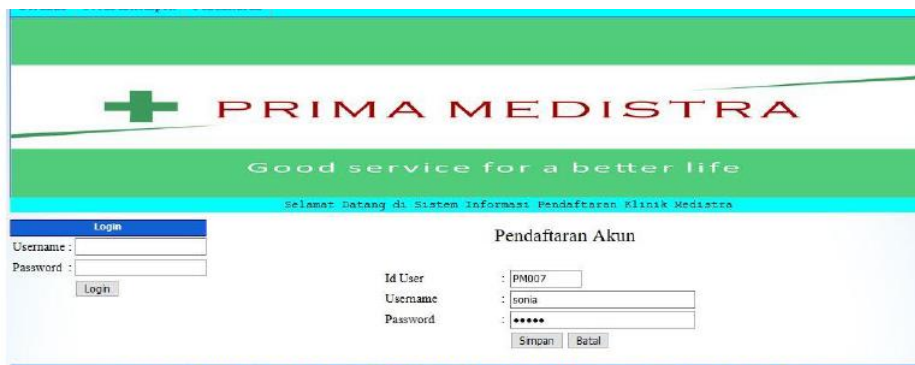 PRIMA MEDISTRA
Good service for a better life
Selamat Datang di Sistem Informasi Pendaftaran Klinik Medistra
Login
Username :
Password :
Login
Pendaftaran Akun
Id User : PM007
Username : sonia
Password : •••••
Simpan Batal